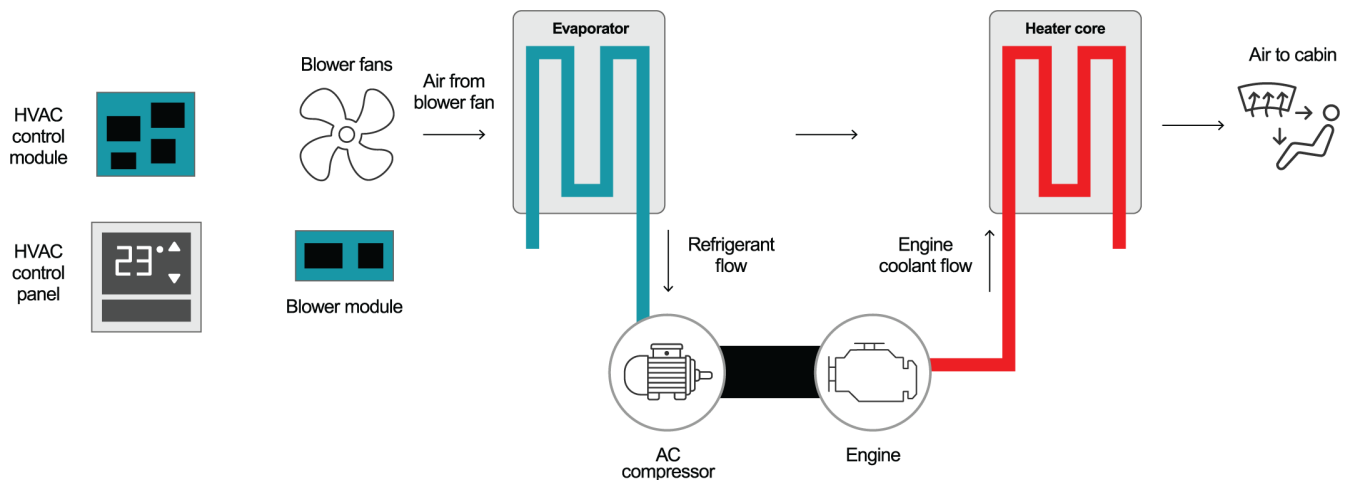 HVAC
control
module
HVAC
control
panel
23°
Blower fans
Blower module
Air from
blower fan
Evaporator
Refrigerant
flow
AC
compressor
Engine
coolant flow
Engine
Heater core
Air to cabin